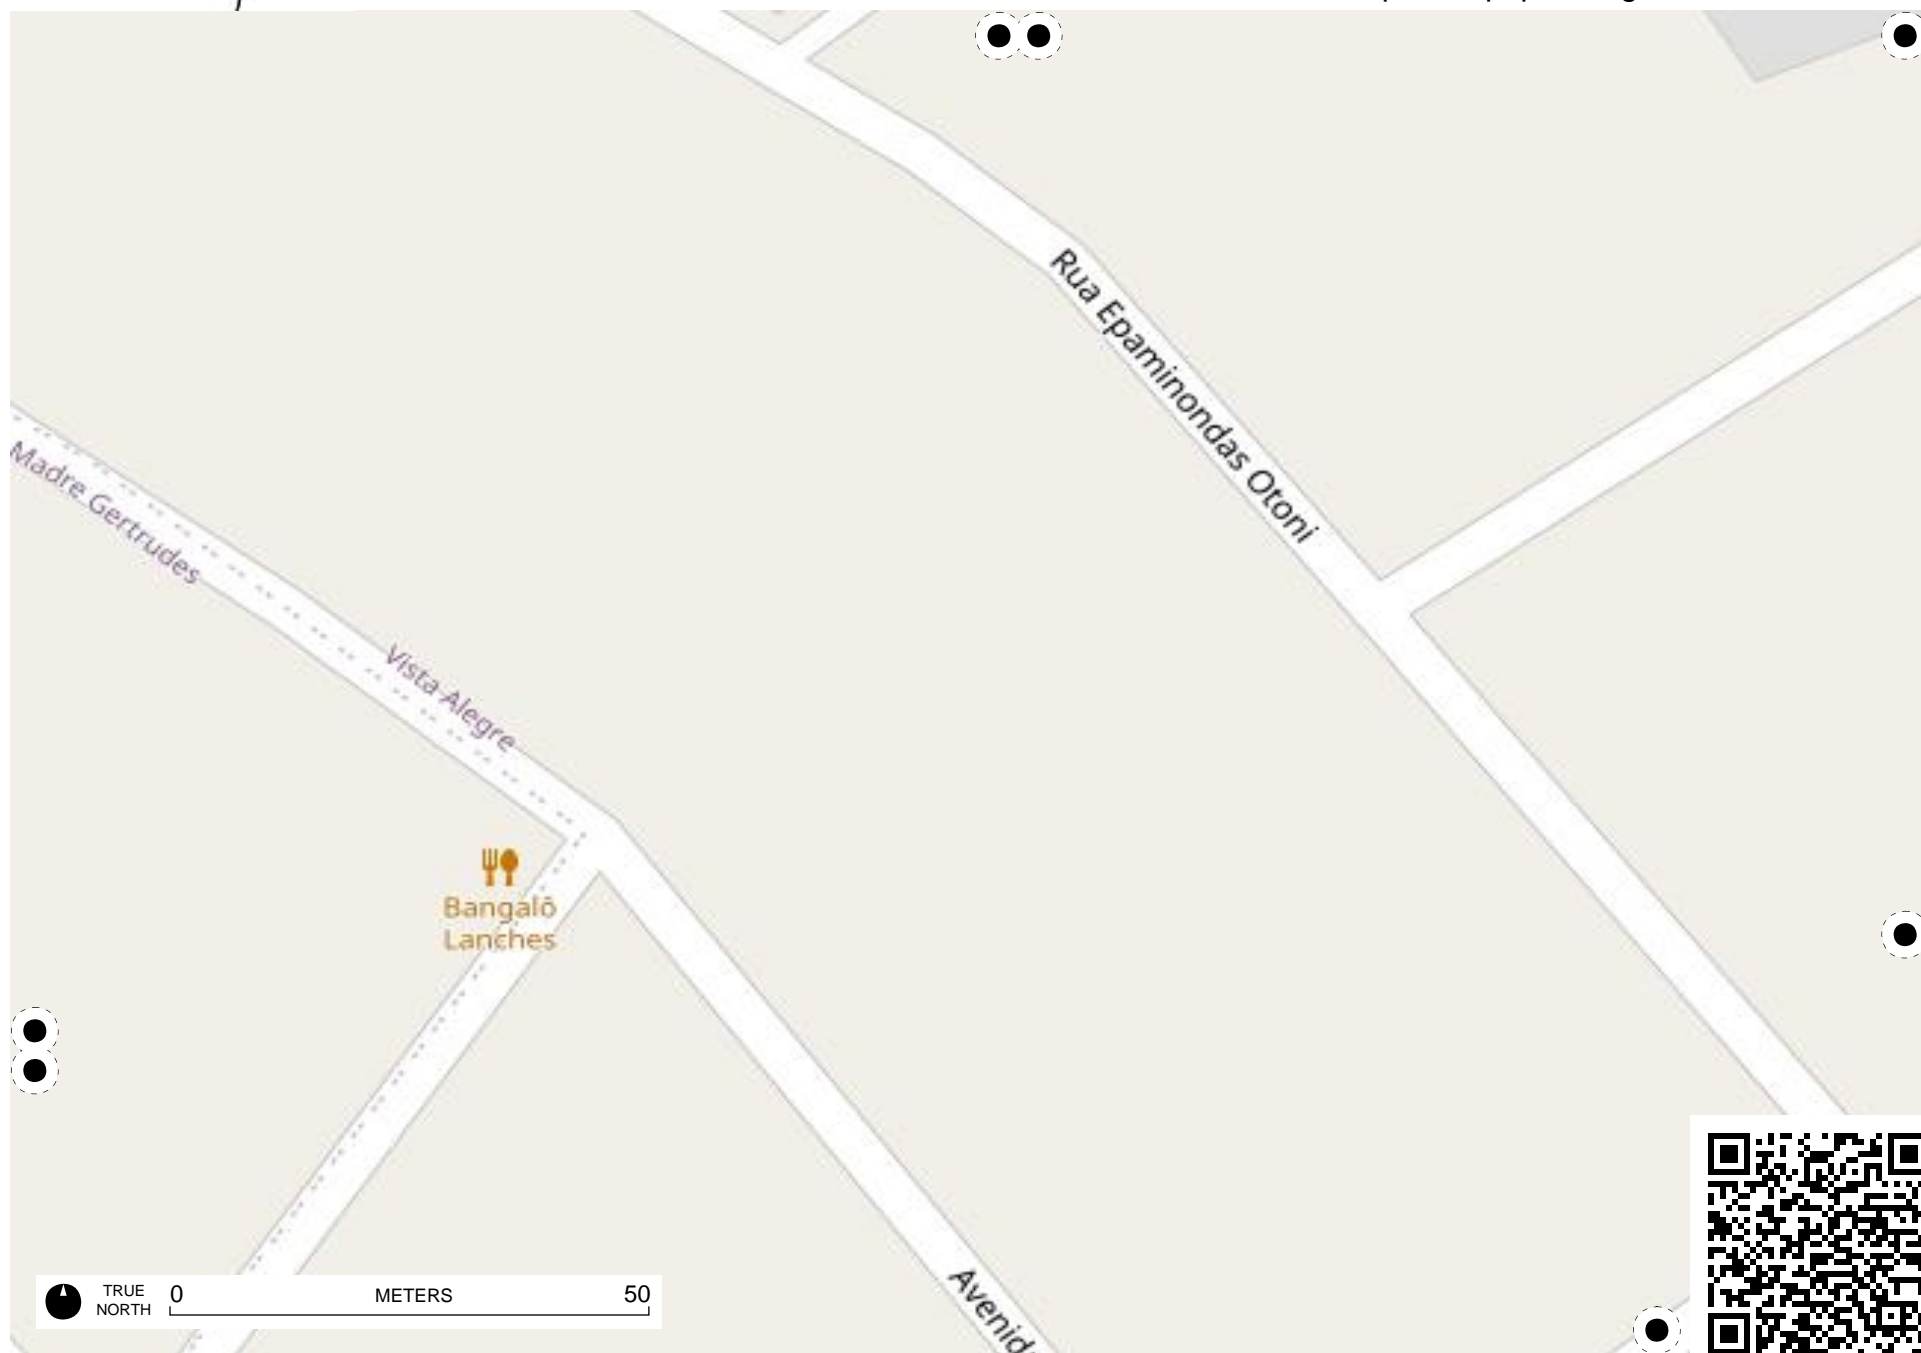 Rua Epaminondas Otoni
Madre Gertrudes
Vista Alegre
Bangalô
Lanches
TRUE
NORTH
0
METERS
50